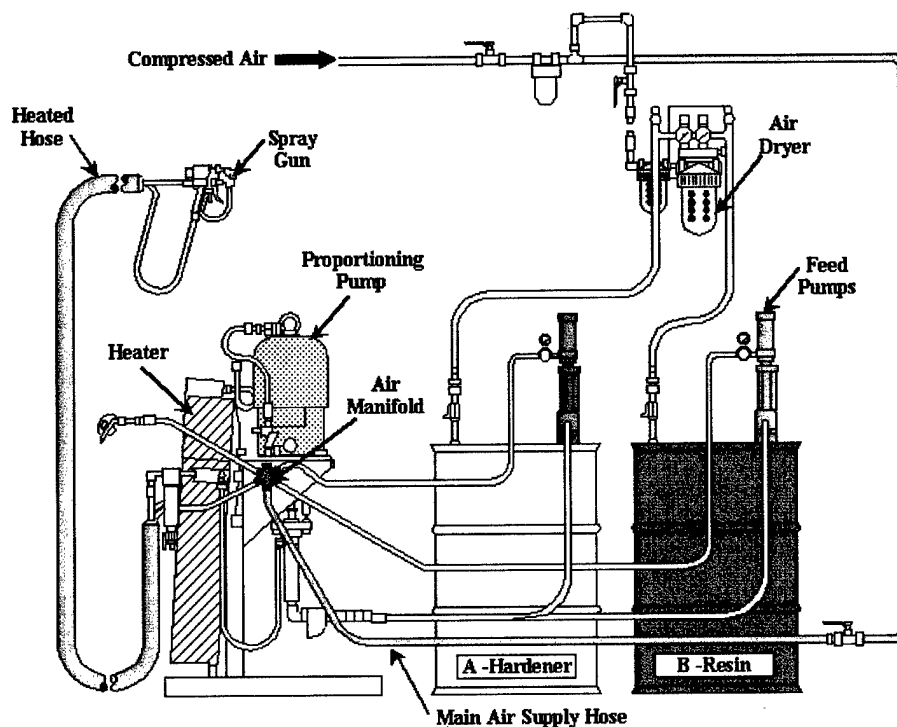 Compressed Air
Heated
Hose
Spray
Gun
Air
Dryer
Proportioning
Pump
Feed
Pumps
Heater
Air
Manifold
A -Hardener
B -Resin
Main Air Supply Hose